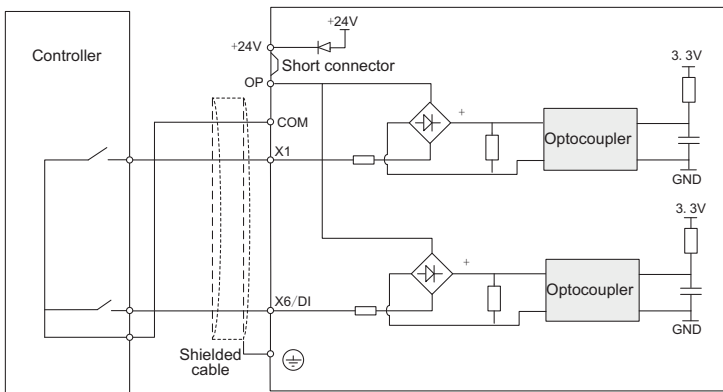 Controller
+24V
+24V
Short connector
OP
COM
X1
+
Optocoupler
3. 3V
GND
X6/DI
+
Optocoupler
3. 3V
GND
Shielded
cable